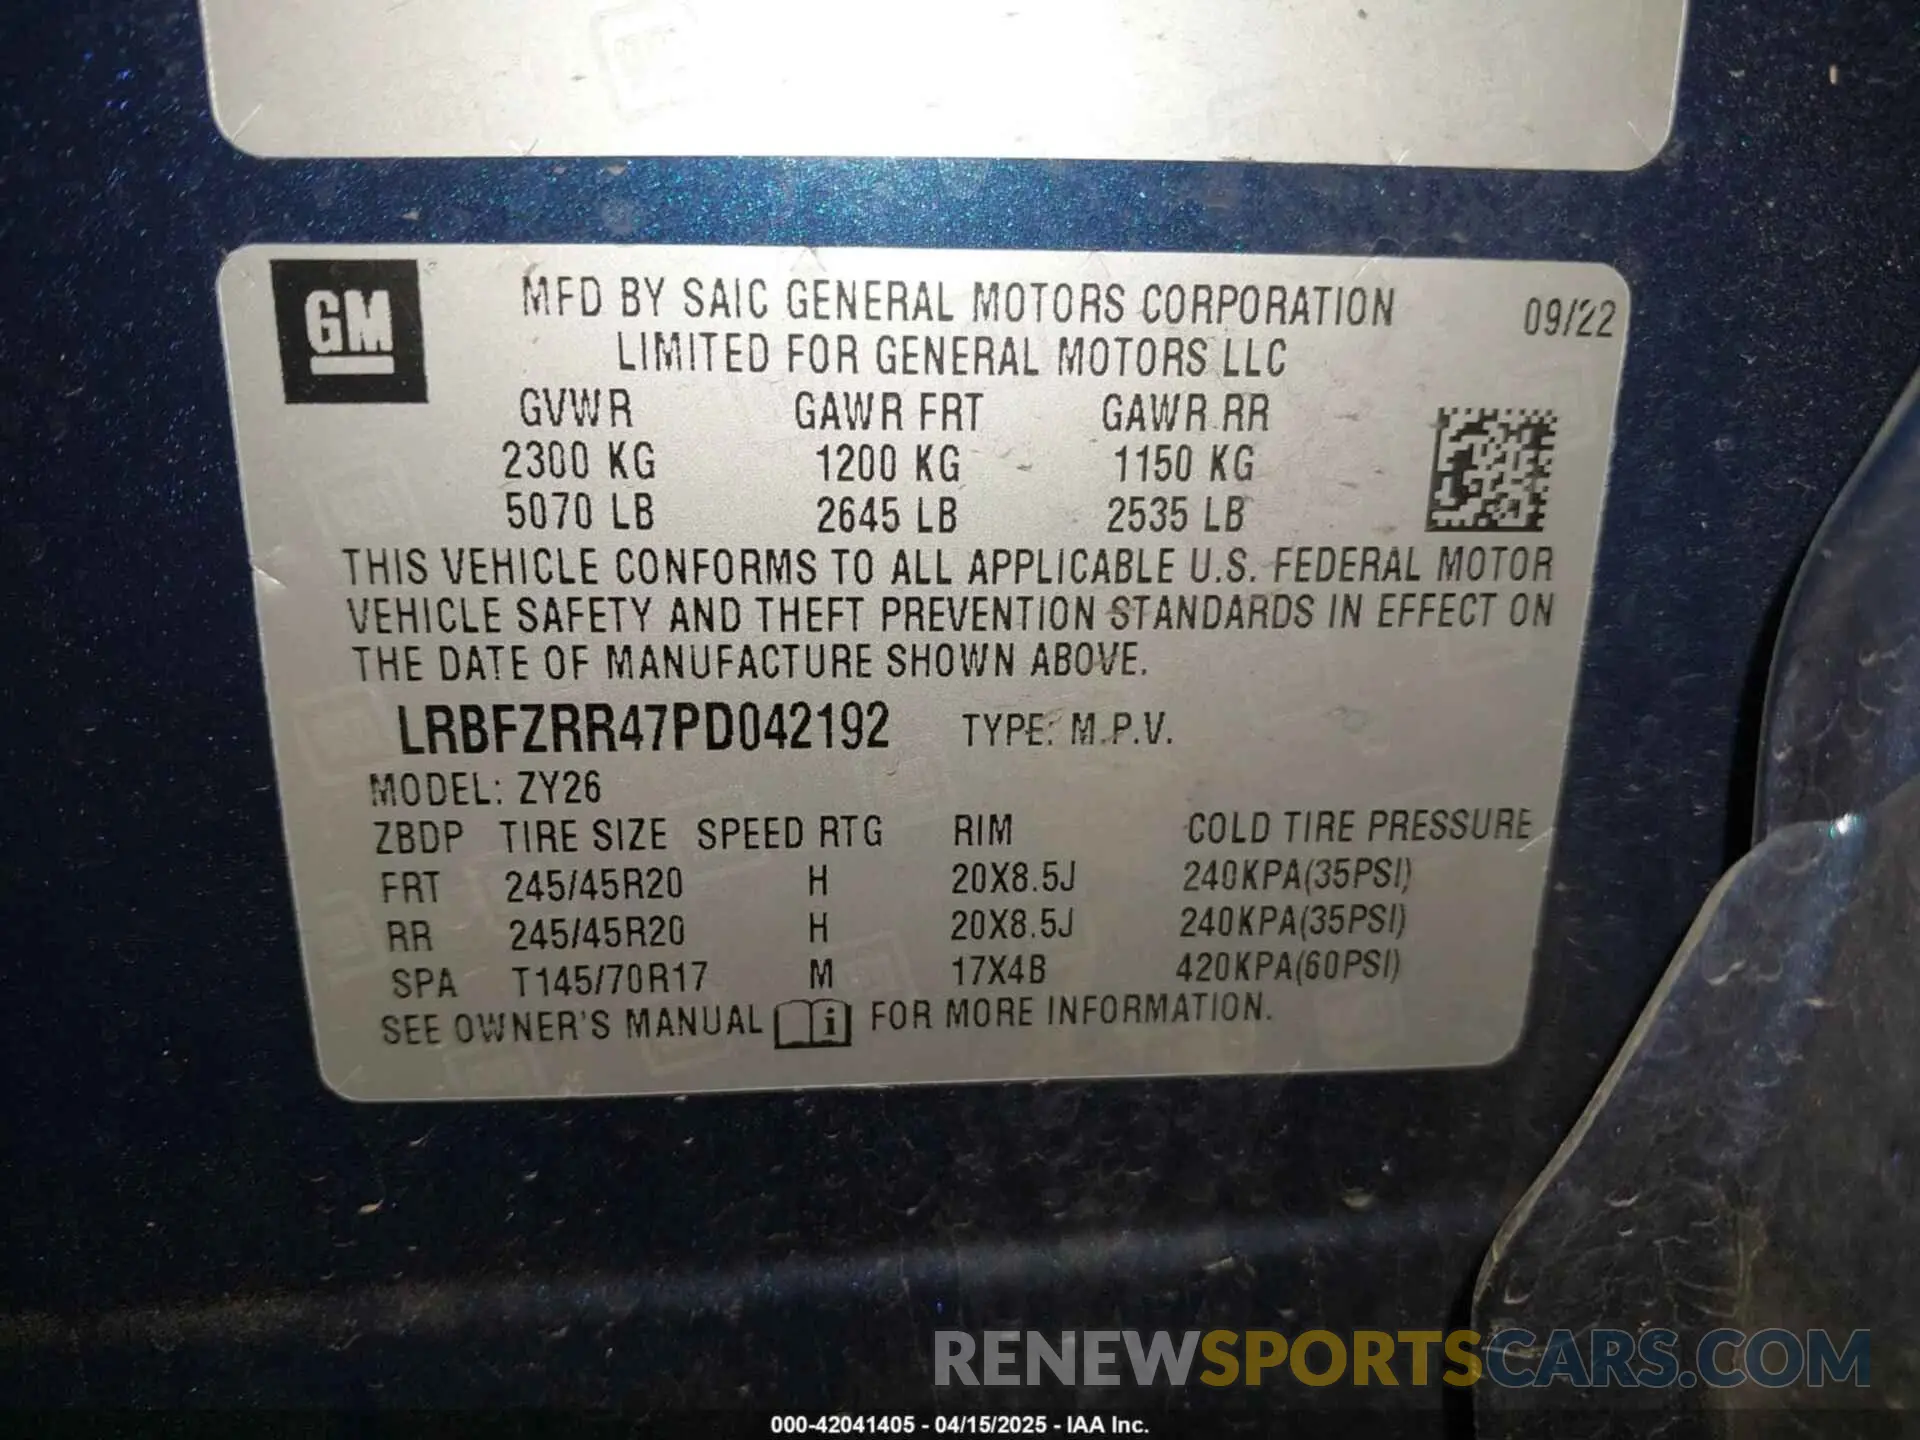 GM
MFD BY SAIC GENERAL MOTORS CORPORATION 09/22
LIMITED FOR GENERAL MOTORS LLC
GVWR GAWR FRT GAWR RR
2300 KG 1200 KG 1150 KG
5070 LB 2645 LB 2535 LB
THIS VEHICLE CONFORMS TO ALL APPLICABLE U.S. FEDERAL MOTOR
VEHICLE SAFETY AND THEFT PREVENTION STANDARDS IN EFFECT ON
THE DATE OF MANUFACTURE SHOWN ABOVE.
LRBFZRR47PD042192 TYPE: M.P.V.
MODEL: ZY26
ZBDP TIRE SIZE SPEED RTG RIM COLD TIRE PRESSURE
FRT 245/45R20 H 20X8.5J 240KPA(35PSI)
RR 245/45R20 H 20X8.5J 240KPA(35PSI)
SPA T145/70R17 M 17X4B 420KPA(60PSI)
SEE OWNER'S MANUAL i FOR MORE INFORMATION.
RENEWSPORTSCARS.COM
000-42041405 - 04/15/2025 - IAA Inc.